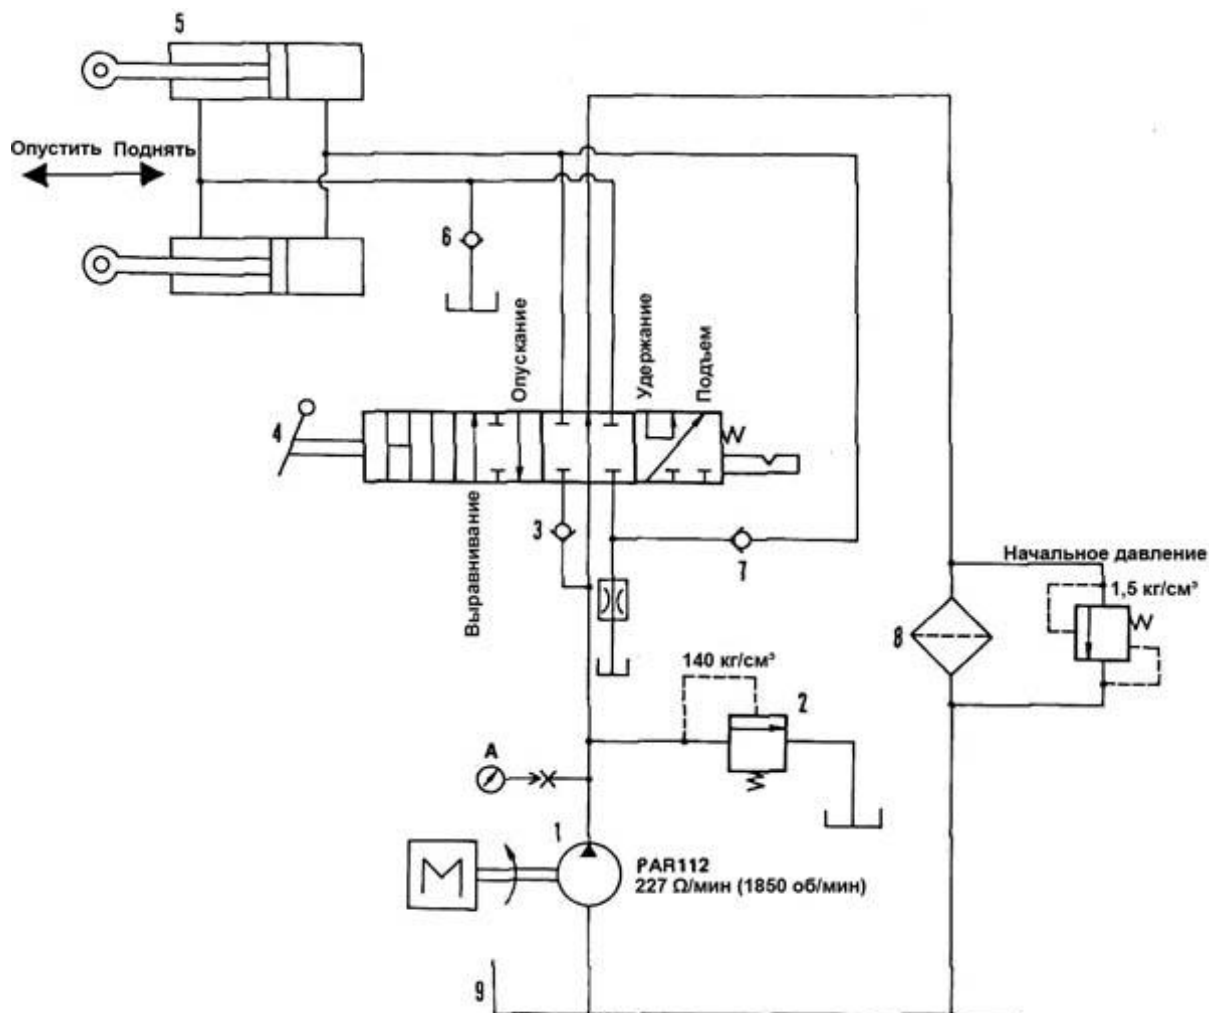 5
Опустить Поднять
6
Опускание
Удержание
Подъем
4
Выравнивание
3
7
Начальное давление
1,5 кг/см³
8
140 кг/см³
2
A
1
M
PAR112
227 Ω/мин (1850 об/мин)
9